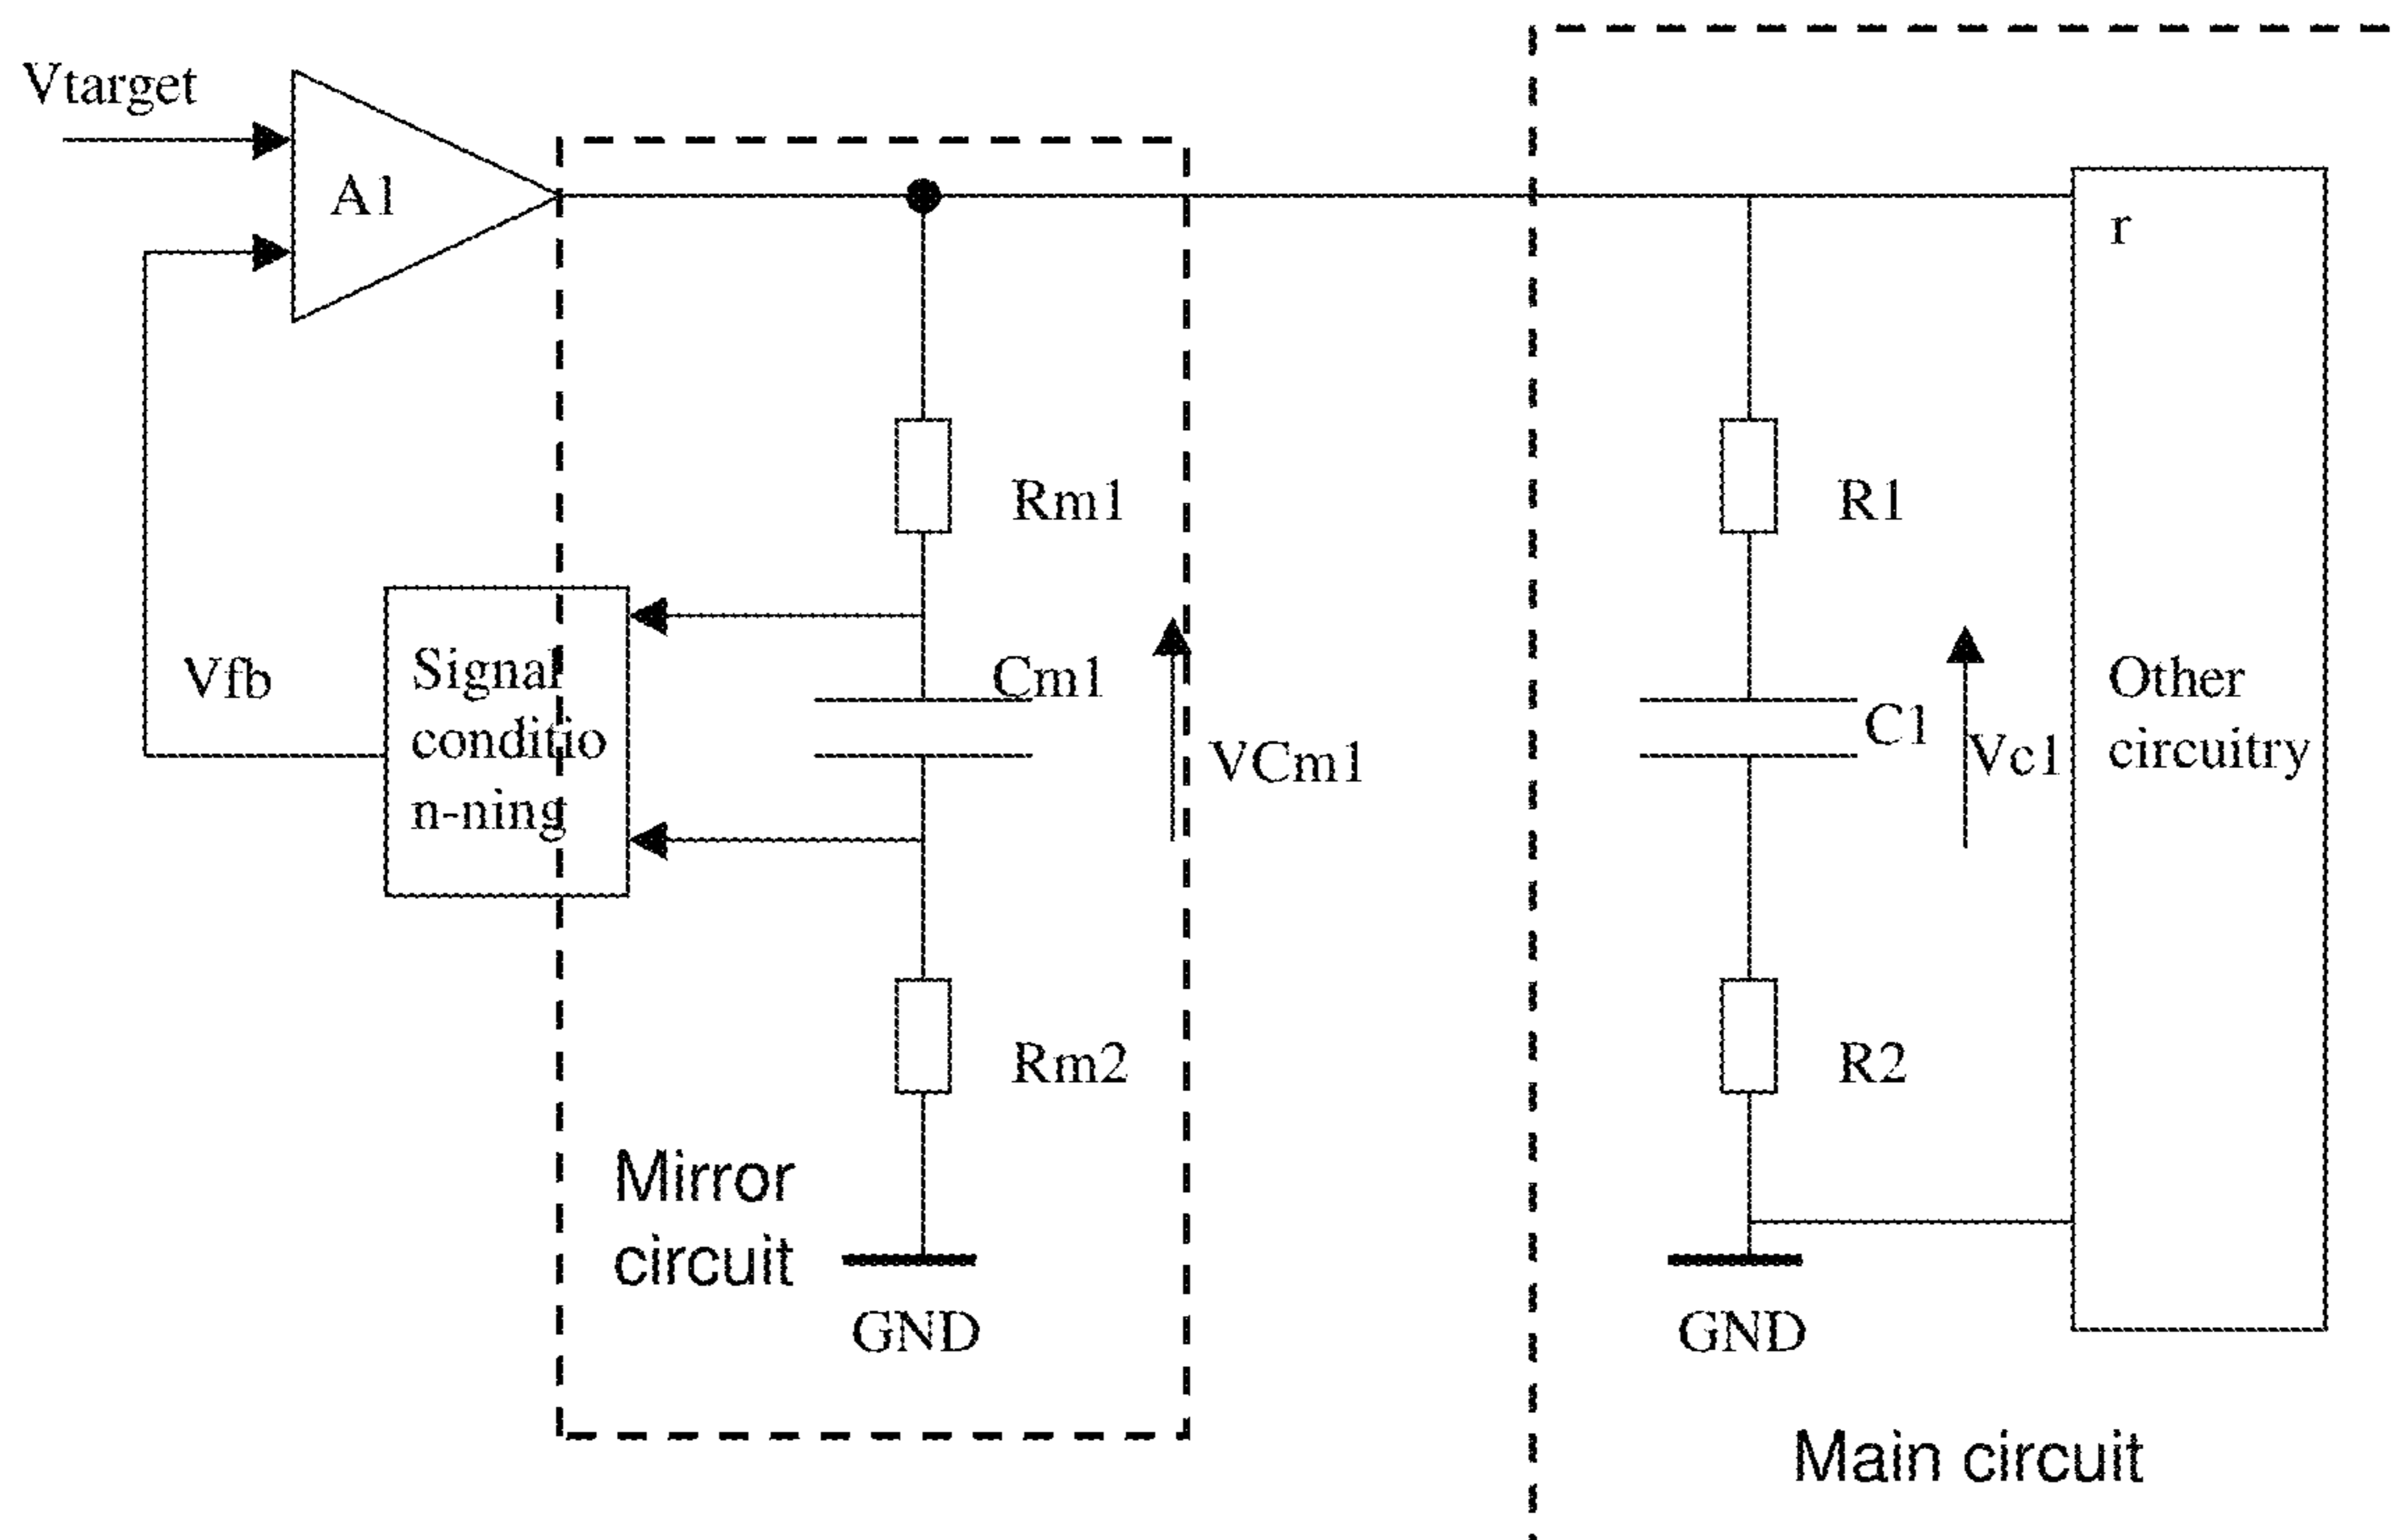 Vtarget
A1
r
Rm1
R1
Vfb
Signal
conditio
n-ning
Cm1
VCm1
C1
Vc1
Other
circuitry
Rm2
R2
Mirror
circuit
GND
GND
Main circuit